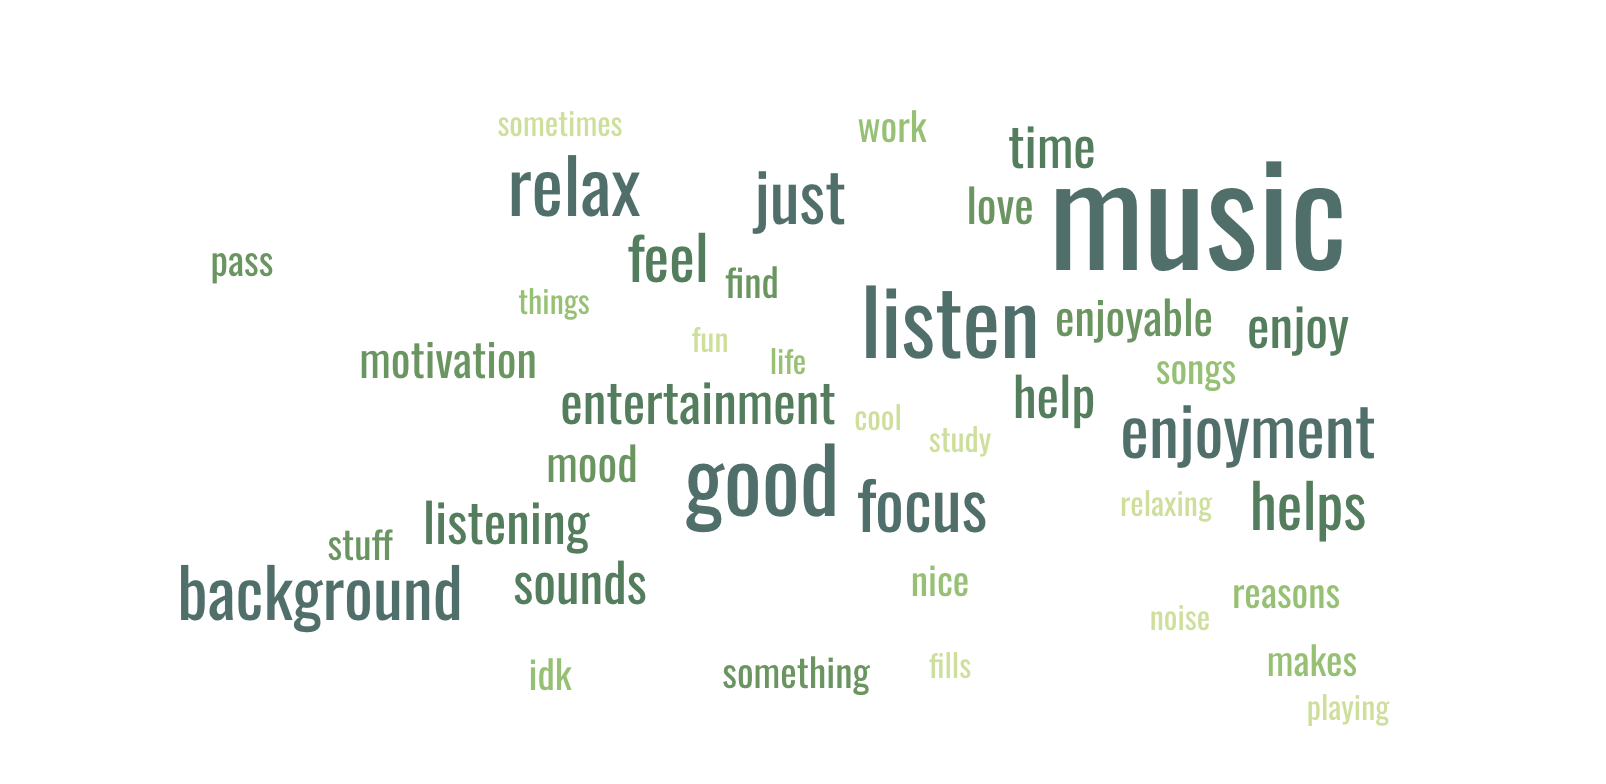 sometimes
work
time
relax
just
love
music
pass
feel
find
things
listen
enjoyable
enjoy
motivation
fun
life
songs
entertainment
cool
help
study
enjoyment
mood
good
focus
relaxing
helps
stuff
listening
background
sounds
nice
reasons
noise
idk
something
fills
makes
playing